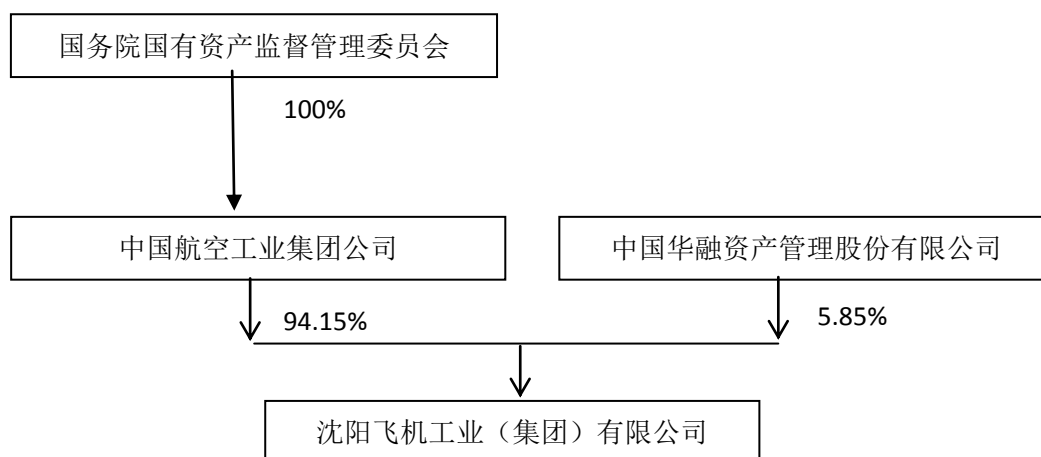 国务院国有资产监督管理委员会
100%
中国航空工业集团公司
中国华融资产管理股份有限公司
94.15%
5.85%
沈阳飞机工业（集团）有限公司